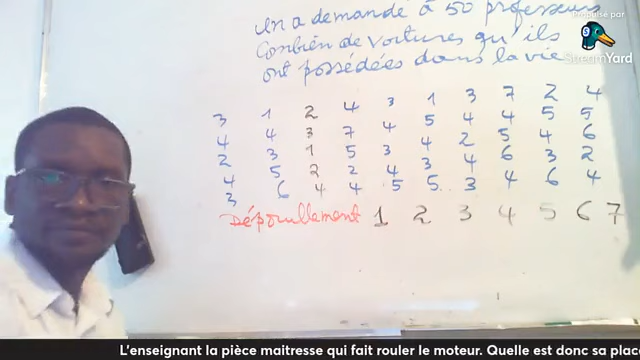 on a demandé à 50 professeurs
Combien de voitures qu'ils
ont possédées dans la vie
Propulsé par
StreamYard
3 1 2 4 3 1 3 7 2 4
4 4 3 7 4 5 4 4 5 5
2 3 1 5 3 4 2 5 4 6
4 5 2 2 4 3 4 6 3 2
3 6 4 4 5 5 3 4 6 4
Dépouillement 1 2 3 4 5 6 7
L'enseignant la pièce maitresse qui fait rouler le moteur. Quelle est donc sa plac